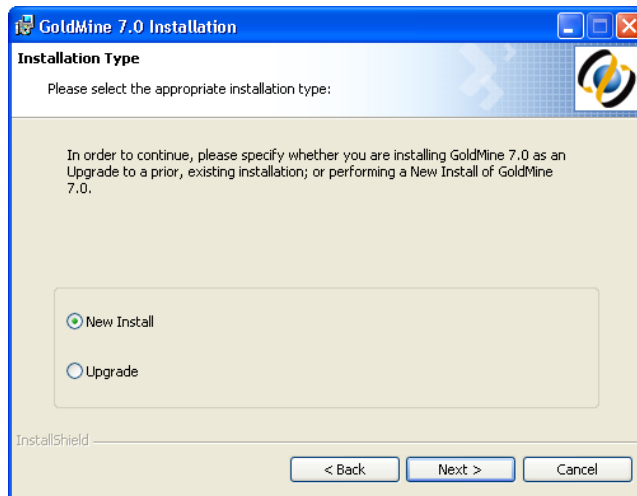 GoldMine 7.0 Installation
Installation Type
Please select the appropriate installation type:
In order to continue, please specify whether you are installing GoldMine 7.0 as an
Upgrade to a prior, existing installation; or performing a New Install of GoldMine
7.0.
New Install
Upgrade
InstallShield
< Back Next > Cancel